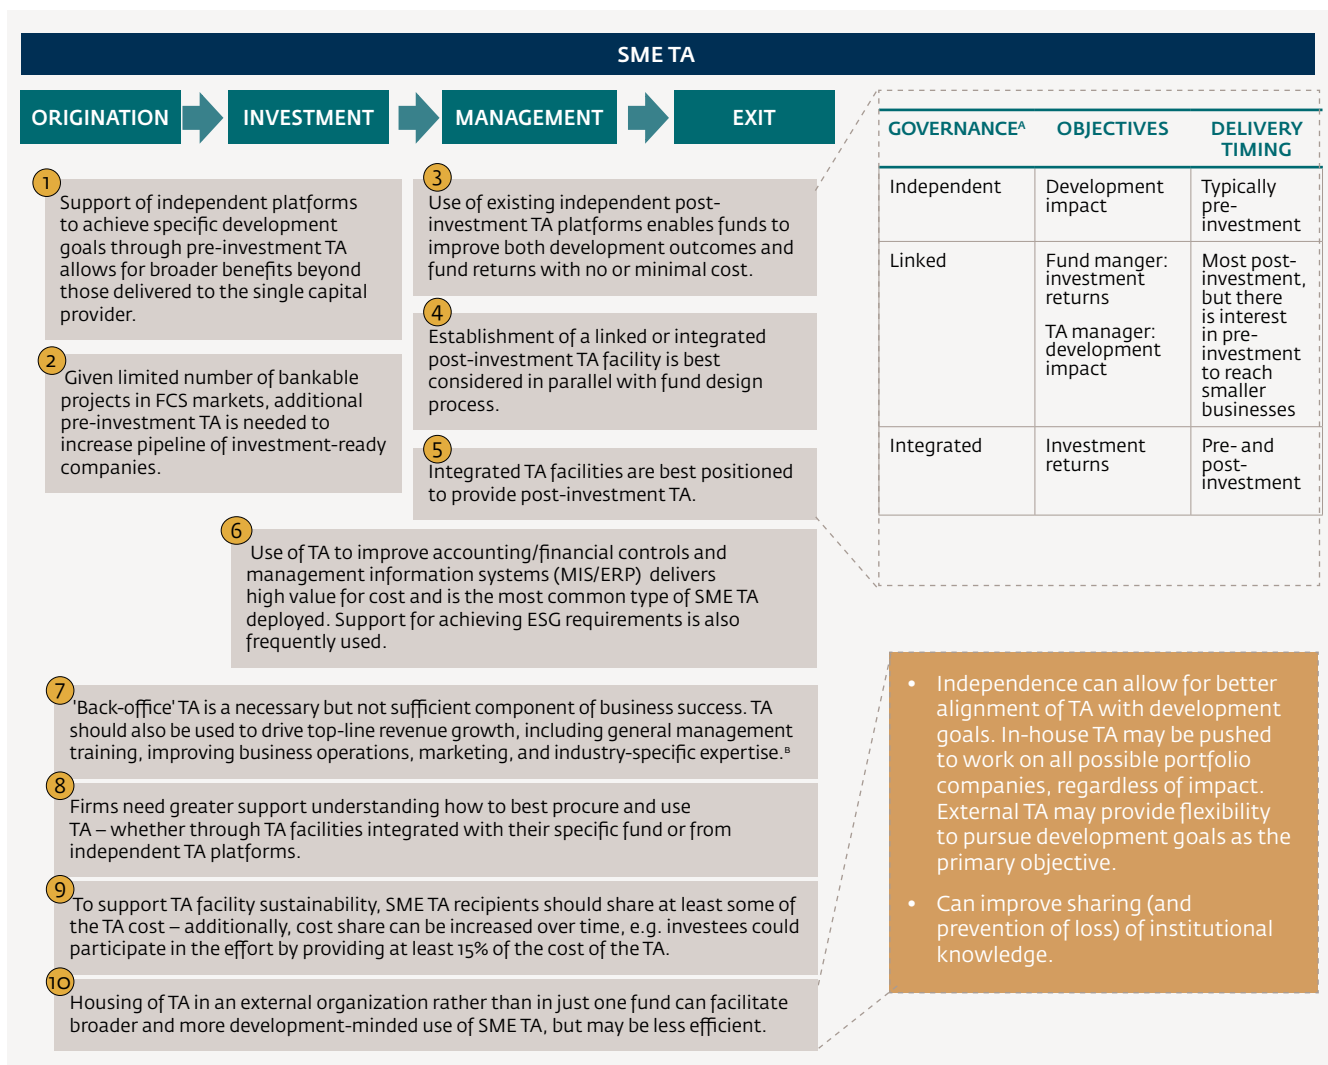 SME TA
ORIGINATION
INVESTMENT
MANAGEMENT
EXIT
1
Support of independent platforms
to achieve specific development
goals through pre-investment TA
allows for broader benefits beyond
those delivered to the single capital
provider.
2
Given limited number of bankable
projects in FCS markets, additional
pre-investment TA is needed to
increase pipeline of investment-ready
companies.
3
Use of existing independent post-
investment TA platforms enables funds to
improve both development outcomes and
fund returns with no or minimal cost.
4
Establishment of a linked or integrated
post-investment TA facility is best
considered in parallel with fund design
process.
5
Integrated TA facilities are best positioned
to provide post-investment TA.
6
Use of TA to improve accounting/financial controls and
management information systems (MIS/ERP) delivers
high value for cost and is the most common type of SME TA
deployed. Support for achieving ESG requirements is also
frequently used.
7
'Back-office' TA is a necessary but not sufficient component of business success. TA
should also be used to drive top-line revenue growth, including general management
training, improving business operations, marketing, and industry-specific expertise.ᴮ
8
Firms need greater support understanding how to best procure and use
TA – whether through TA facilities integrated with their specific fund or from
independent TA platforms.
9
To support TA facility sustainability, SME TA recipients should share at least some of
the TA cost – additionally, cost share can be increased over time, e.g. investees could
participate in the effort by providing at least 15% of the cost of the TA.
10
Housing of TA in an external organization rather than in just one fund can facilitate
broader and more development-minded use of SME TA, but may be less efficient.
GOVERNANCEᴬ
OBJECTIVES
DELIVERY
TIMING
Independent
Development
impact
Typically
pre-
investment
Linked
Fund manger:
investment
returns
TA manager:
development
impact
Most post-
investment,
but there
is interest
in pre-
investment
to reach
smaller
businesses
Integrated
Investment
returns
Pre- and
post-
investment
• Independence can allow for better
alignment of TA with development
goals. In-house TA may be pushed
to work on all possible portfolio
companies, regardless of impact.
External TA may provide flexibility
to pursue development goals as the
primary objective.
• Can improve sharing (and
prevention of loss) of institutional
knowledge.